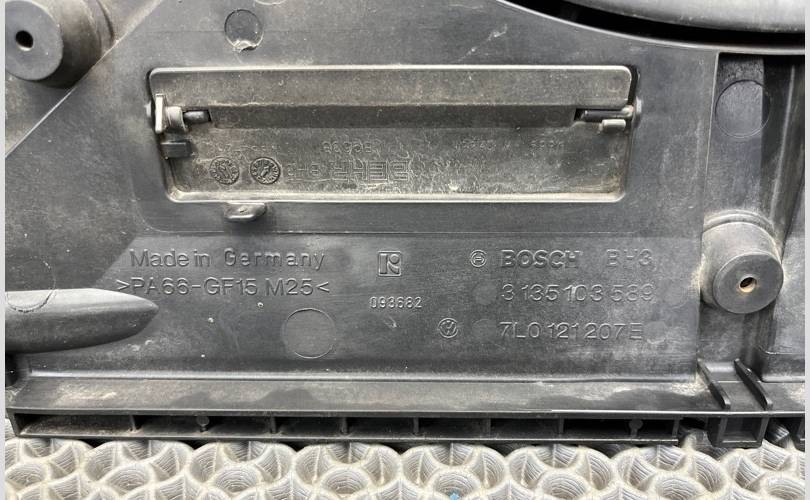 Made in Germany
>PA66-GF15 M25<
093682
BOSCH BH3
3 135 103 589
7L0 121 207 E